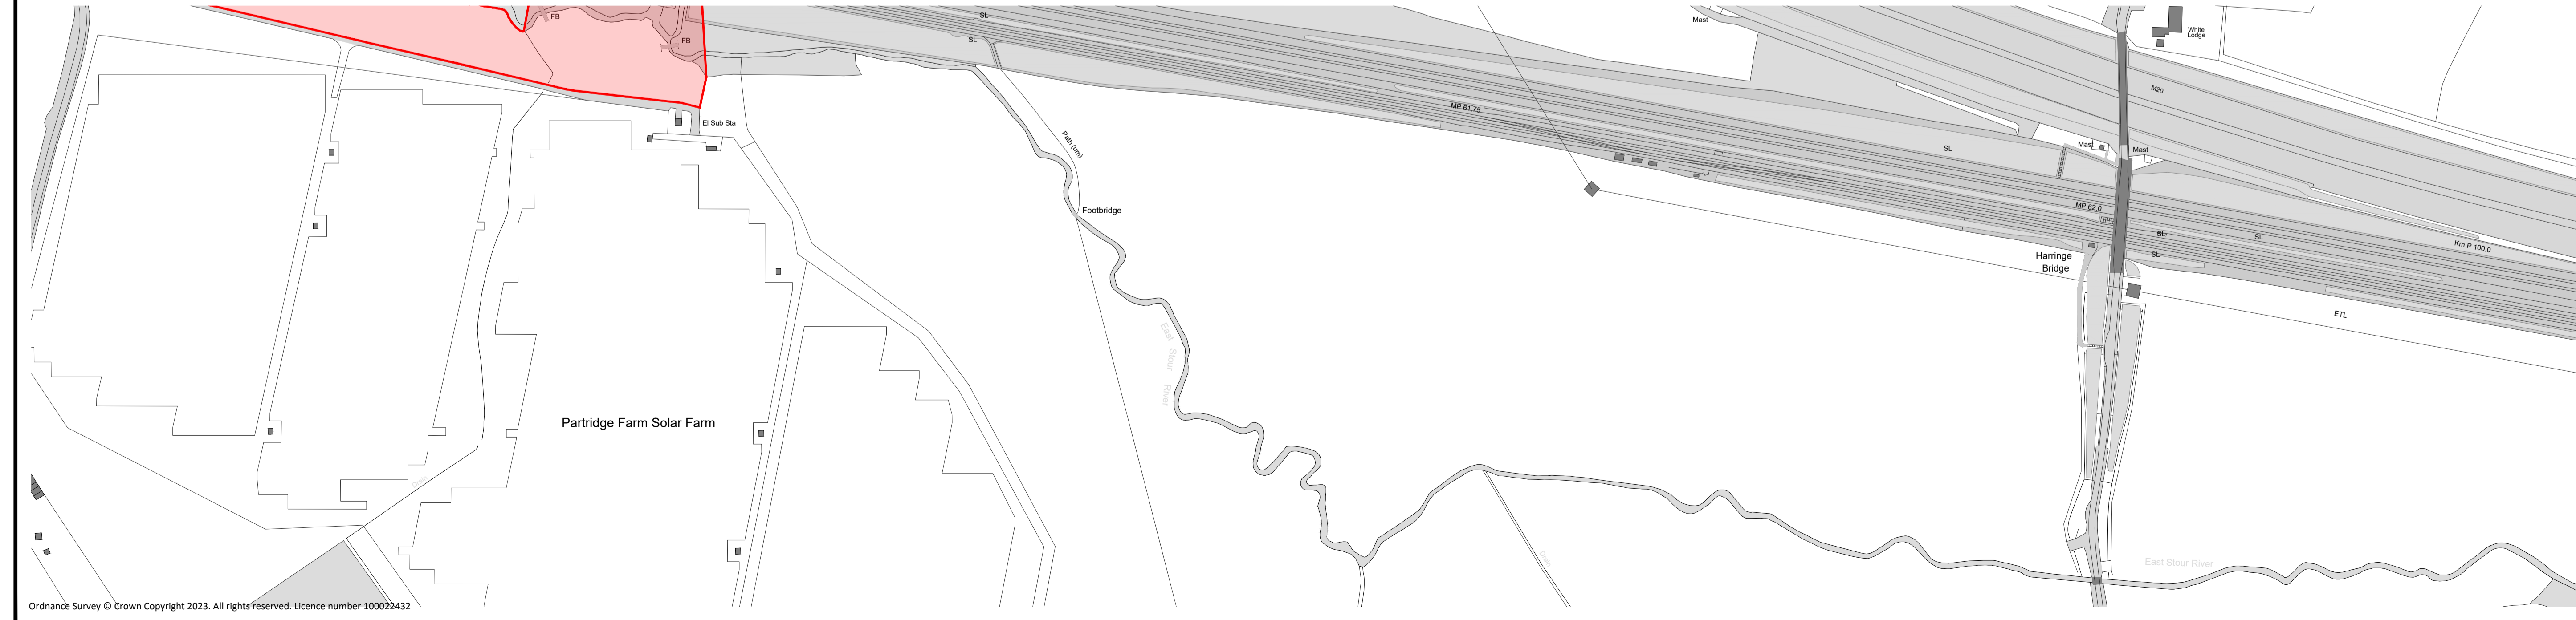 FB
FB
SL
SL
Mast
White
Lodge
M20
MP 61.75
El Sub Sta
Path (um)
SL
Mast
Mast
Footbridge
MP 62.0
SL
SL
Km P 100.0
SL
Harringe
Bridge
ETL
East Stour River
Partridge Farm Solar Farm
Drain
Drain
East Stour River
Ordnance Survey © Crown Copyright 2023. All rights reserved. Licence number 100022432